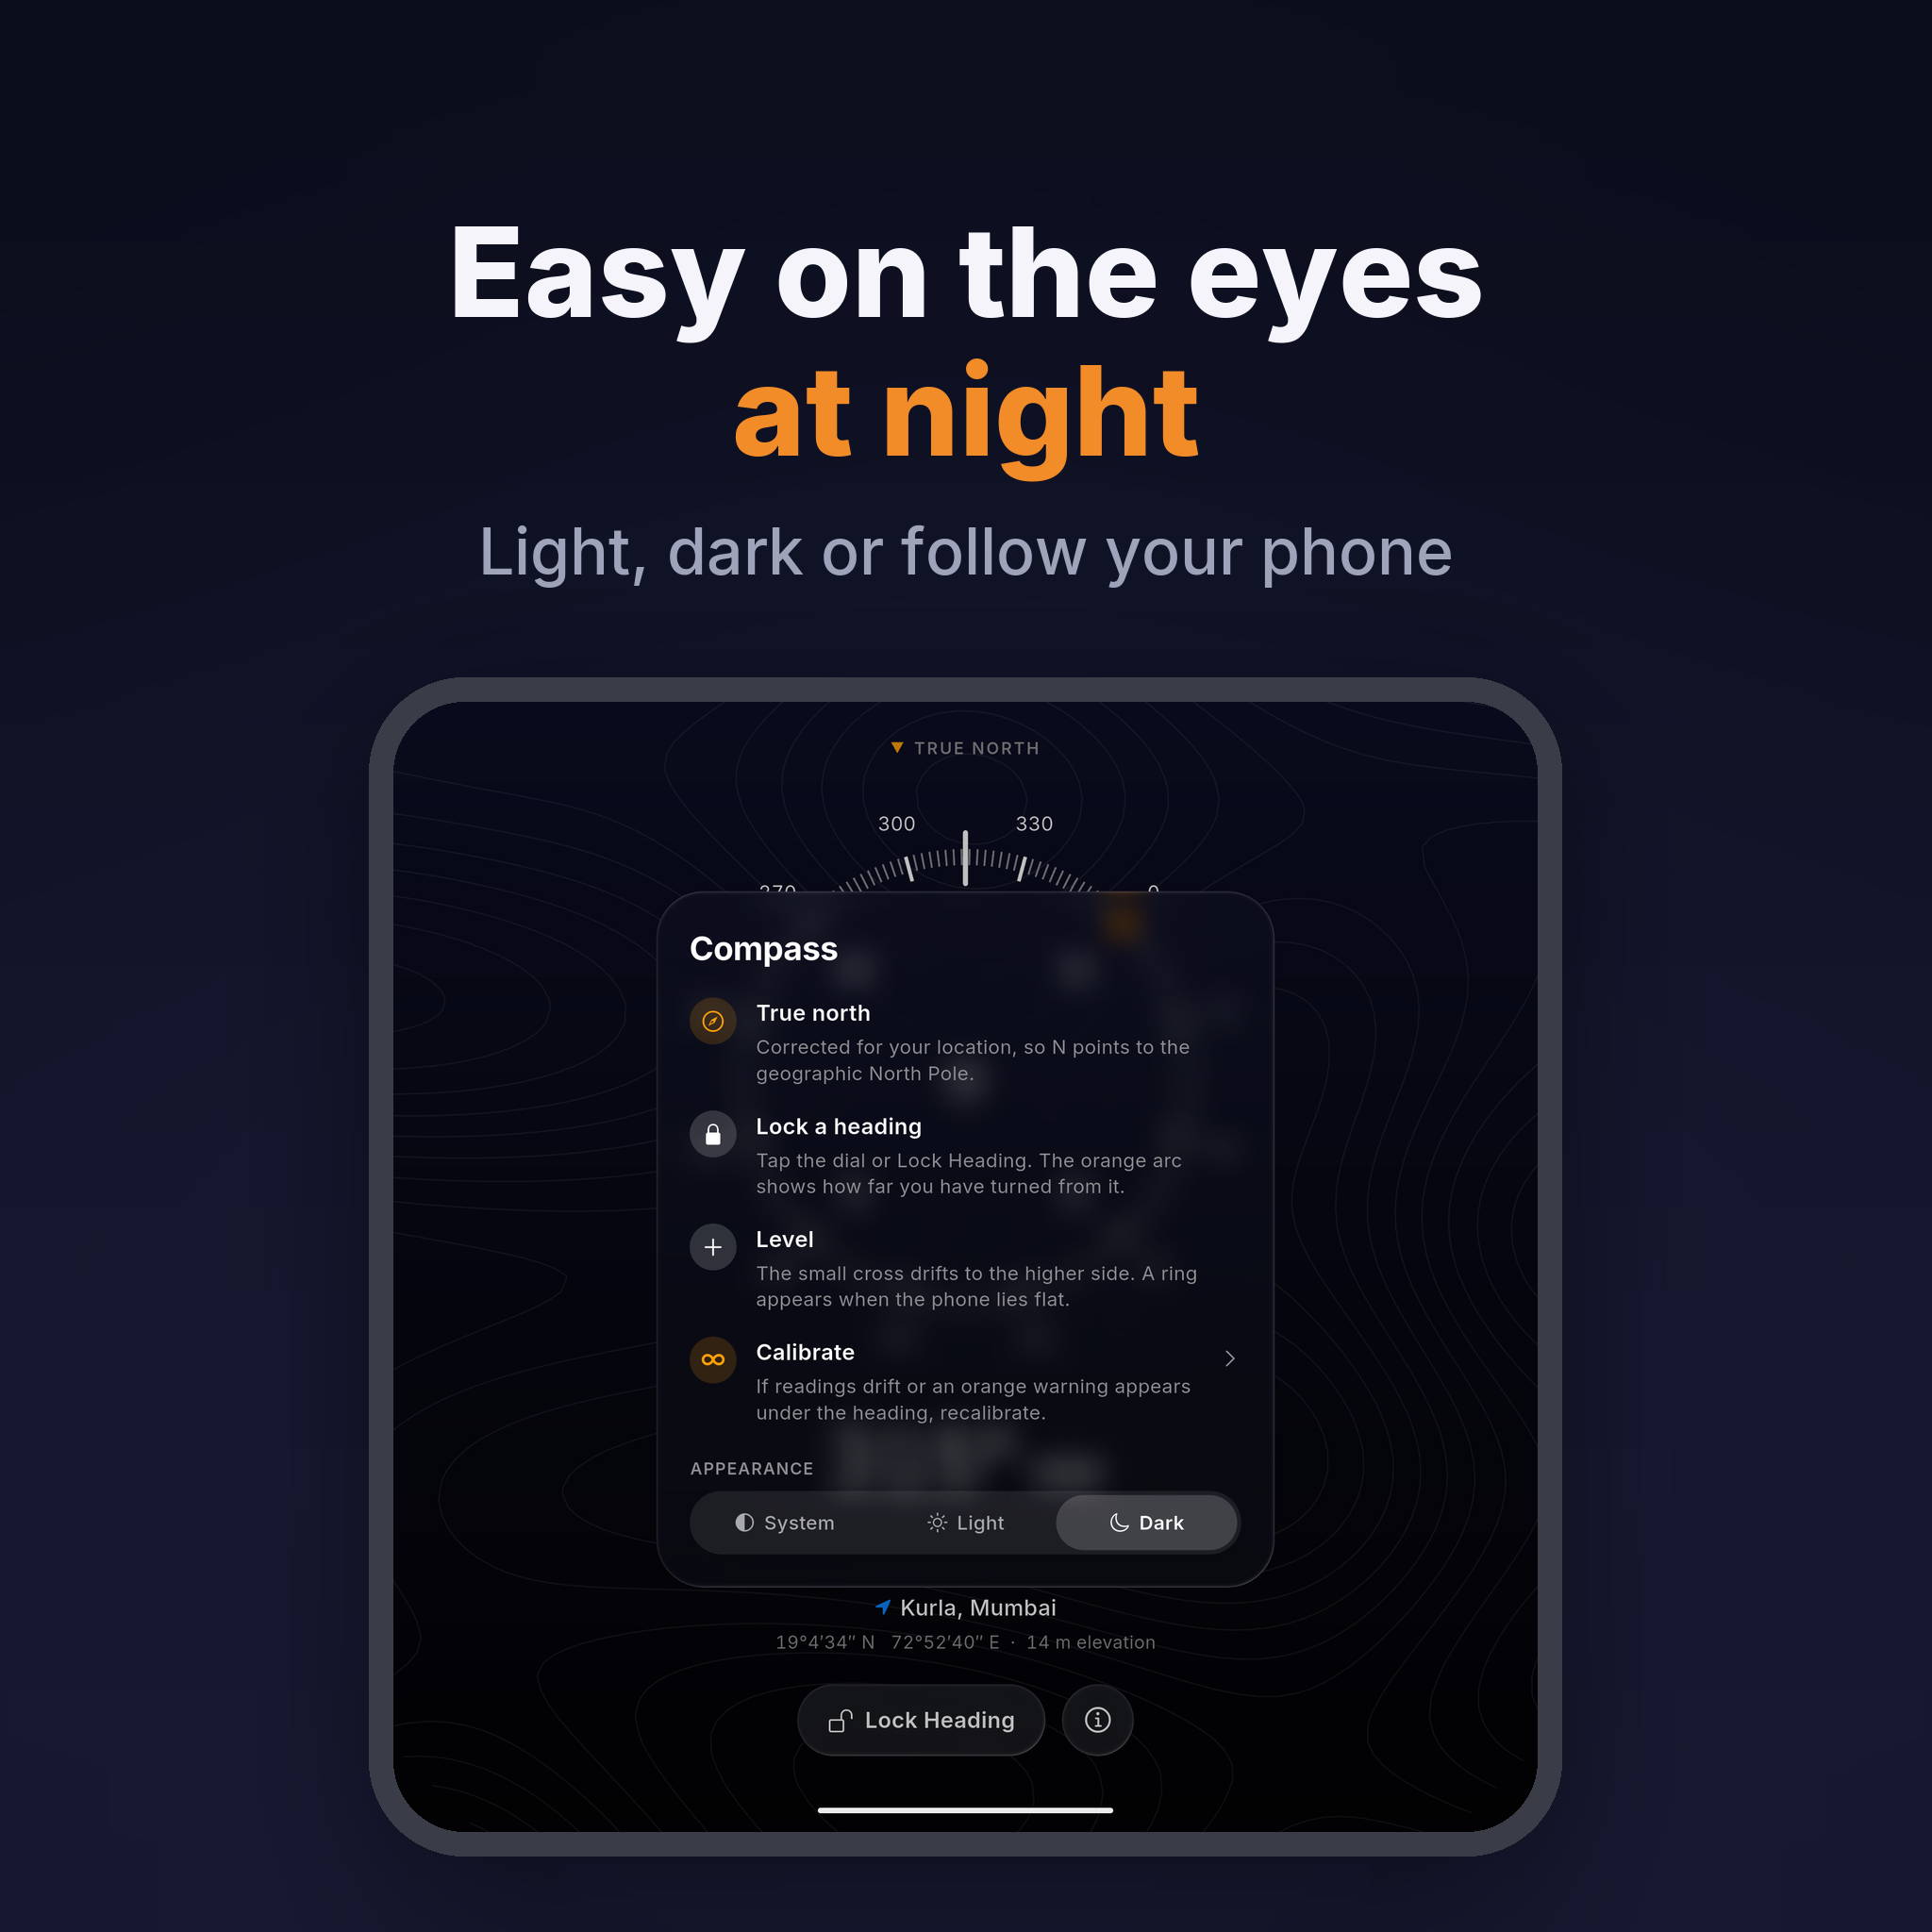 Easy on the eyes
at night
Light, dark or follow your phone
TRUE NORTH
300 330
270 0
Compass
True north
Corrected for your location, so N points to the
geographic North Pole.
Lock a heading
Tap the dial or Lock Heading. The orange arc
shows how far you have turned from it.
Level
The small cross drifts to the higher side. A ring
appears when the phone lies flat.
Calibrate
If readings drift or an orange warning appears
under the heading, recalibrate.
APPEARANCE
System Light Dark
Kurla, Mumbai
19°4′34″ N 72°52′40″ E · 14 m elevation
Lock Heading